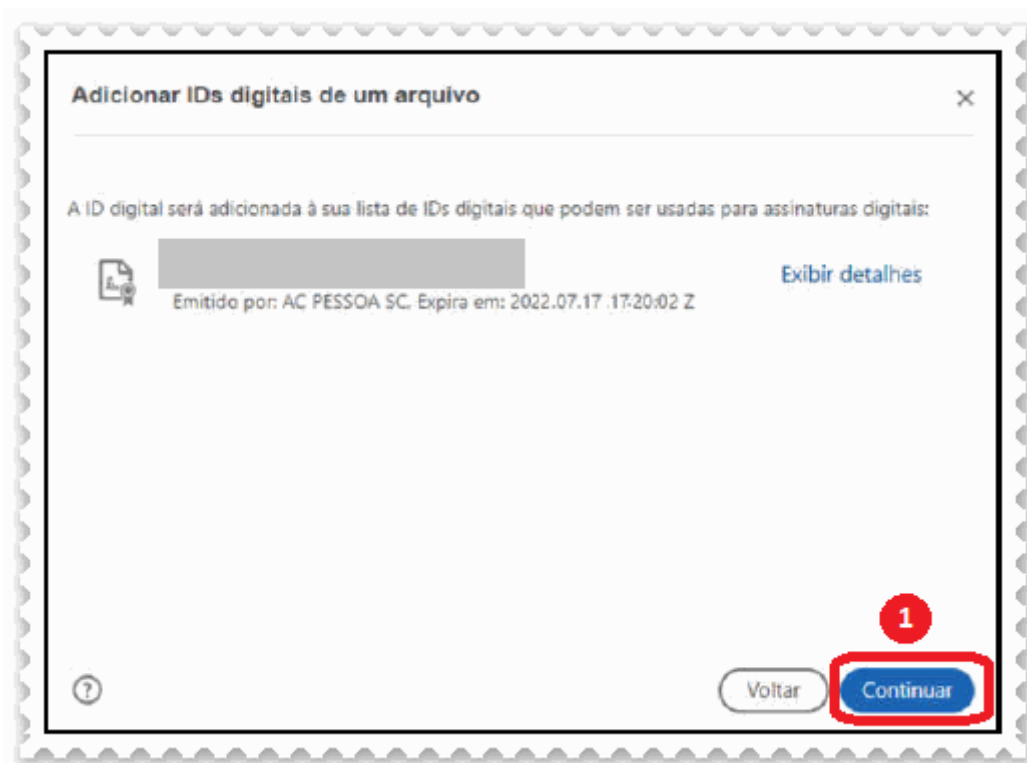 Adicionar IDs digitais de um arquivo
A ID digital será adicionada à sua lista de IDs digitais que podem ser usadas para assinaturas digitais:
Exibir detalhes
Emitido por: AC PESSOA SC. Expira em: 2022.07.17 17:20:02 Z
1
?
Voltar
Continuar